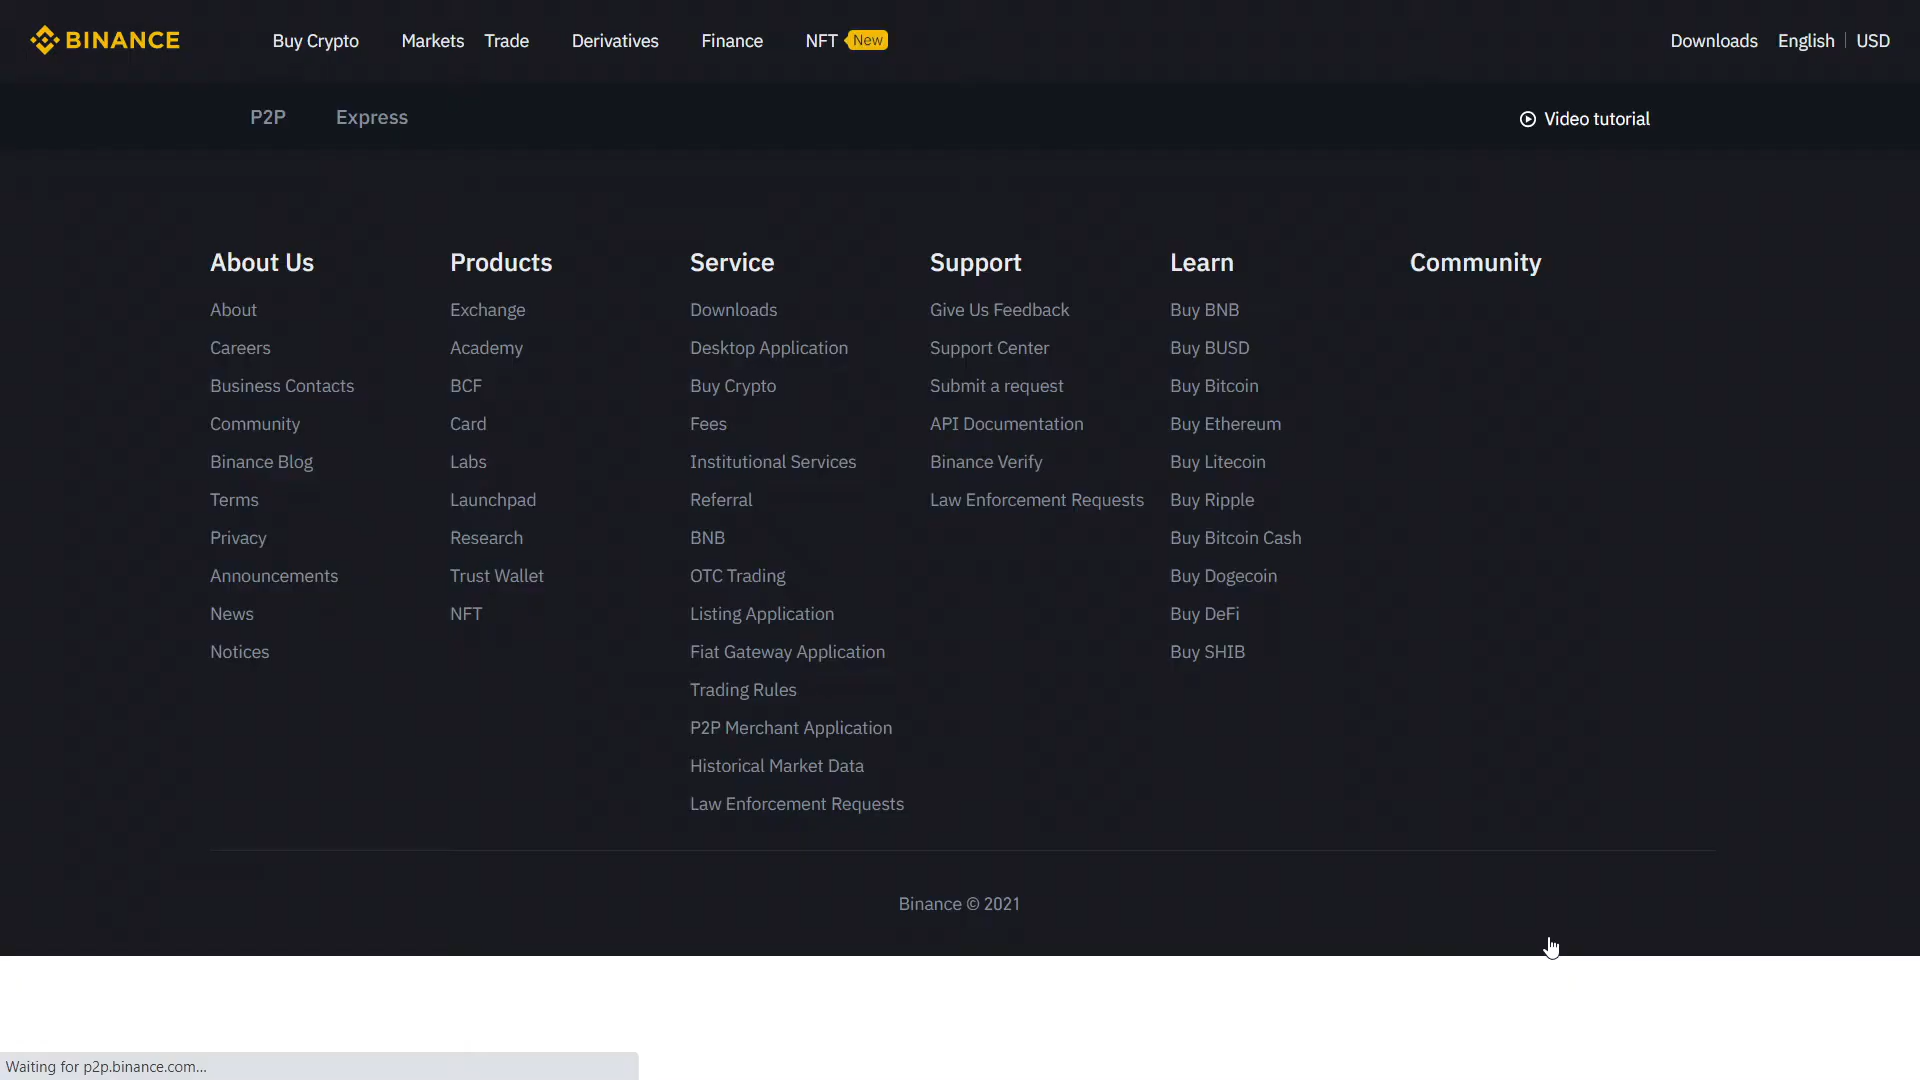 BINANCE
Buy Crypto Markets Trade Derivatives Finance NFT New Downloads English USD
P2P Express Video tutorial
About Us
About
Careers
Business Contacts
Community
Binance Blog
Terms
Privacy
Announcements
News
Notices
Products
Exchange
Academy
BCF
Card
Labs
Launchpad
Research
Trust Wallet
NFT
Service
Downloads
Desktop Application
Buy Crypto
Fees
Institutional Services
Referral
BNB
OTC Trading
Listing Application
Fiat Gateway Application
Trading Rules
P2P Merchant Application
Historical Market Data
Law Enforcement Requests
Support
Give Us Feedback
Support Center
Submit a request
API Documentation
Binance Verify
Law Enforcement Requests
Learn
Buy BNB
Buy BUSD
Buy Bitcoin
Buy Ethereum
Buy Litecoin
Buy Ripple
Buy Bitcoin Cash
Buy Dogecoin
Buy DeFi
Buy SHIB
Community
Binance © 2021
Waiting for p2p.binance.com...